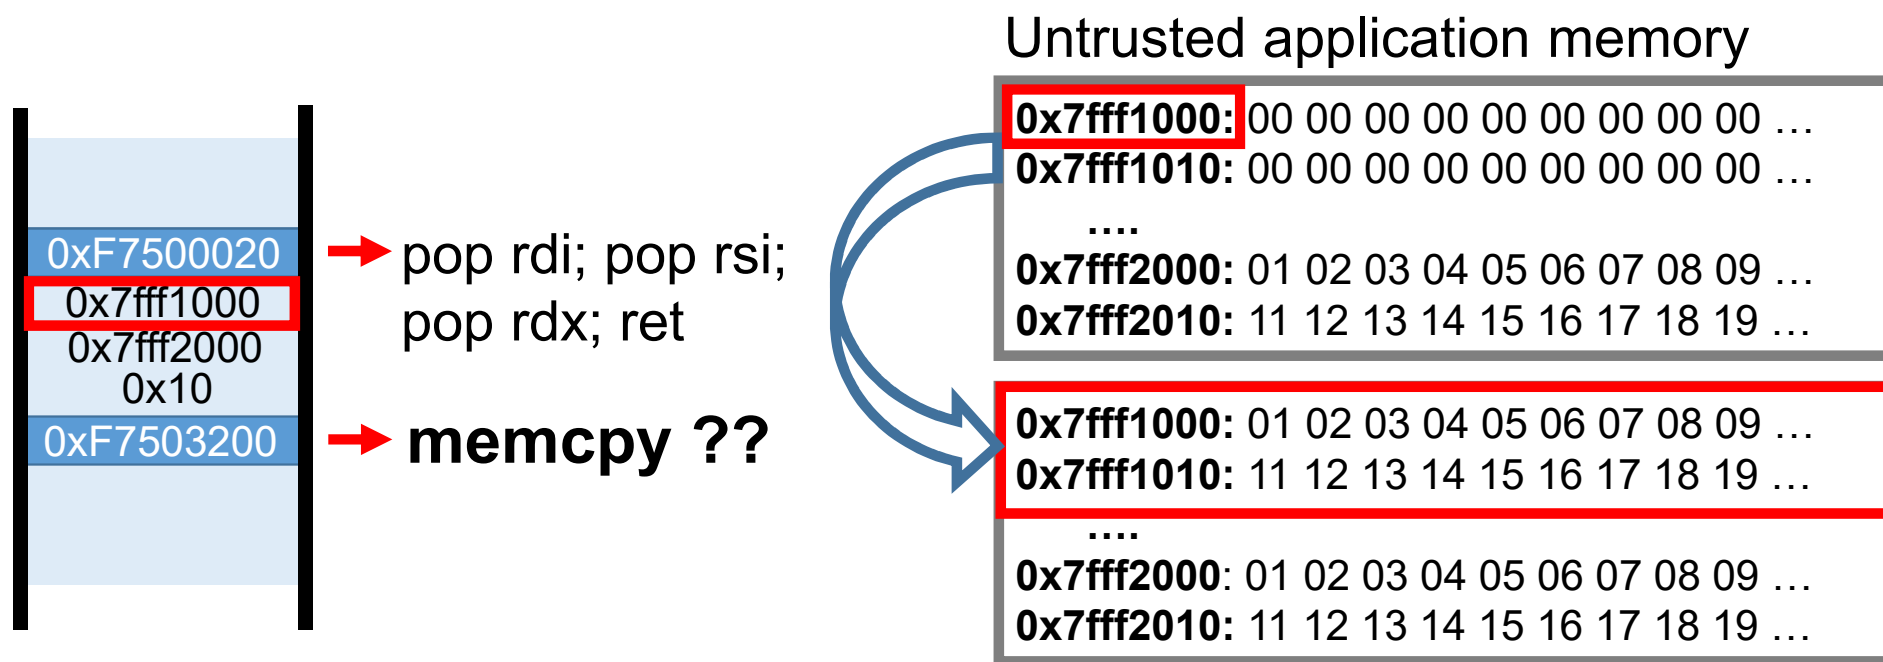 Untrusted application memory
0xF7500020
0x7fff1000
0x7fff2000
0x10
0xF7503200
pop rdi; pop rsi;
pop rdx; ret
memcpy ??
0x7fff1000: 00 00 00 00 00 00 00 00 00 …
0x7fff1010: 00 00 00 00 00 00 00 00 00 …
....
0x7fff2000: 01 02 03 04 05 06 07 08 09 …
0x7fff2010: 11 12 13 14 15 16 17 18 19 …
0x7fff1000: 01 02 03 04 05 06 07 08 09 …
0x7fff1010: 11 12 13 14 15 16 17 18 19 …
....
0x7fff2000: 01 02 03 04 05 06 07 08 09 …
0x7fff2010: 11 12 13 14 15 16 17 18 19 …